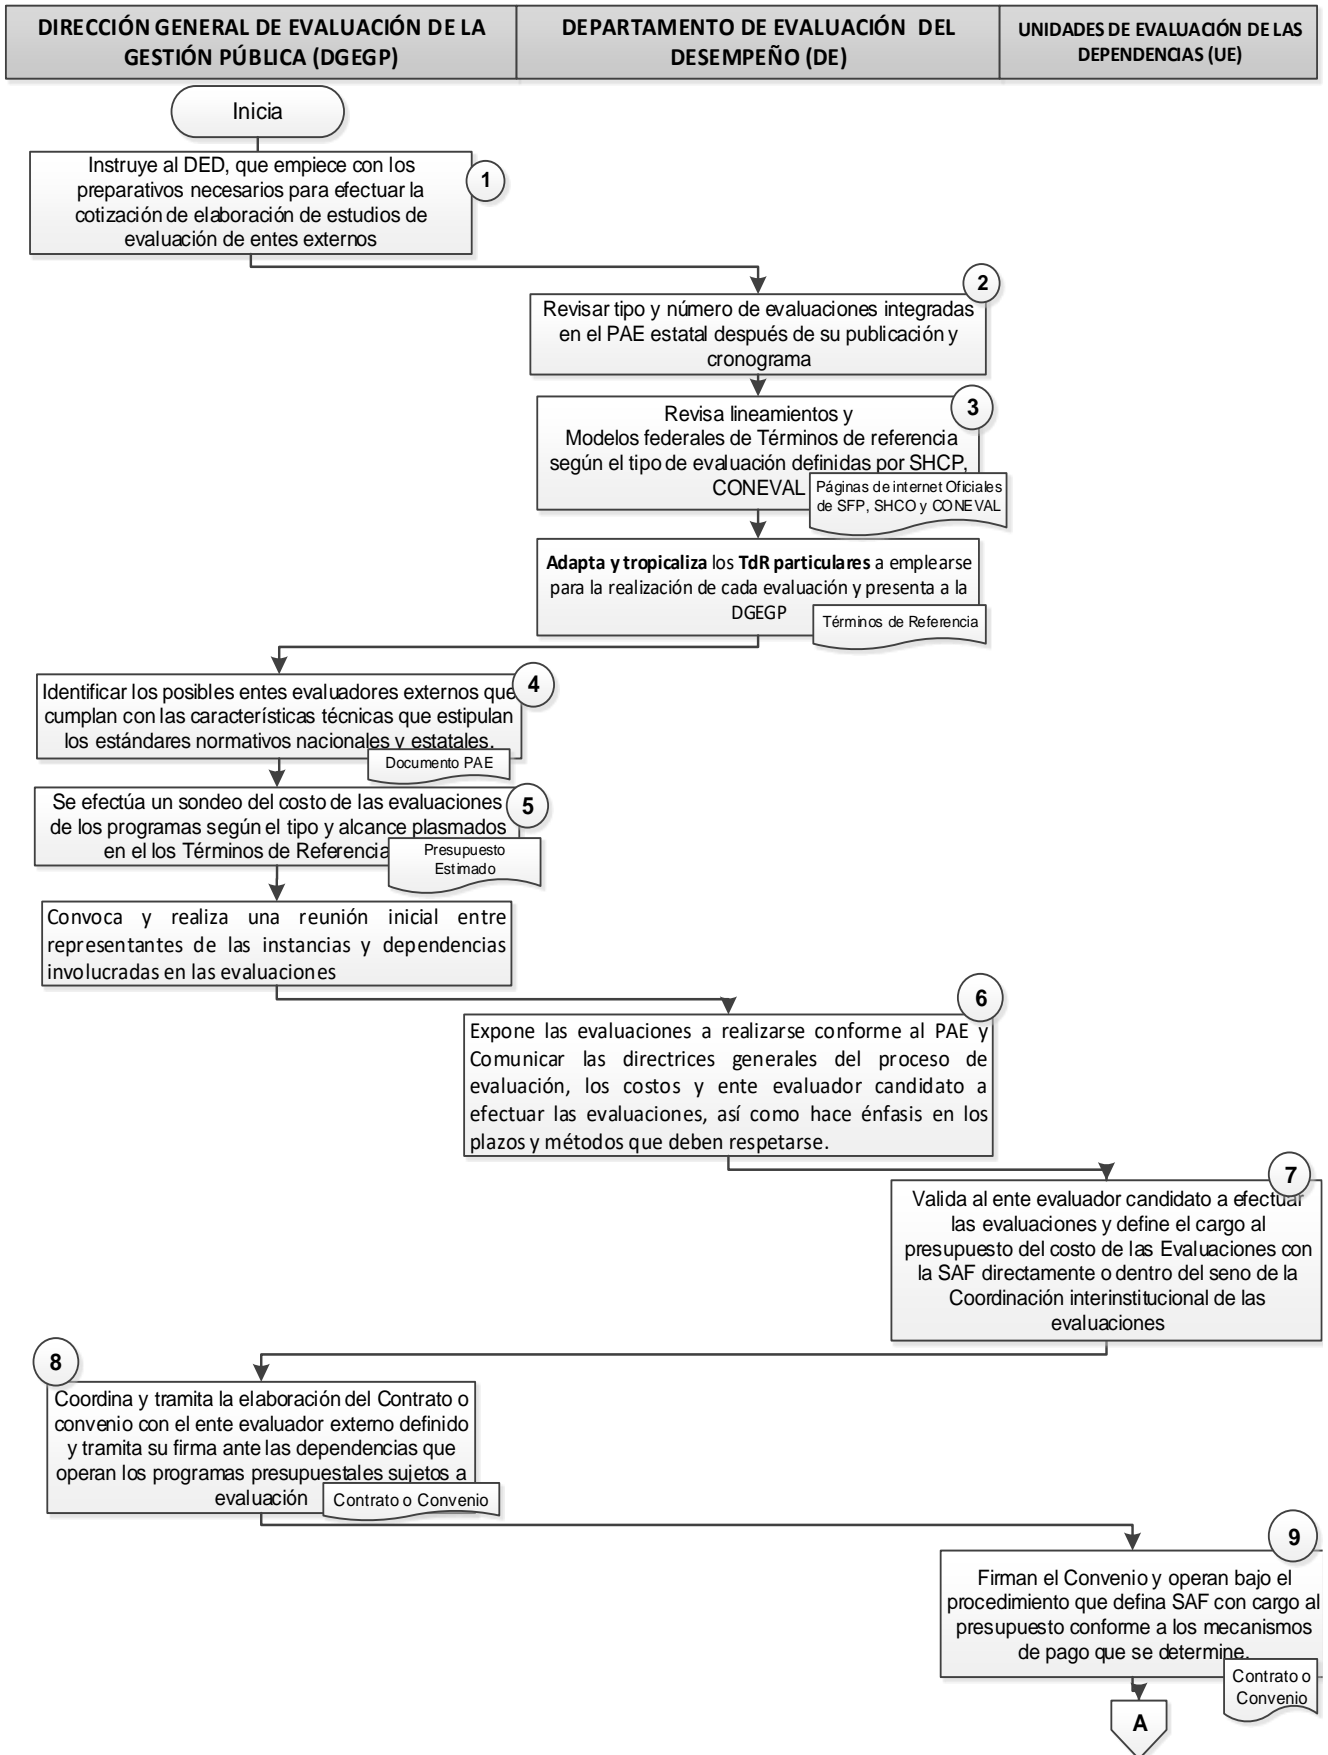 DIRECCIÓN GENERAL DE EVALUACIÓN DE LA
GESTIÓN PÚBLICA (DGEGP)
DEPARTAMENTO DE EVALUACIÓN DEL
DESEMPEÑO (DE)
UNIDADES DE EVALUACIÓN DE LAS
DEPENDENCIAS (UE)
Inicia
1
Instruye al DED, que empiece con los
preparativos necesarios para efectuar la
cotización de elaboración de estudios de
evaluación de entes externos
2
Revisar tipo y número de evaluaciones integradas
en el PAE estatal después de su publicación y
cronograma
3
Revisa lineamientos y
Modelos federales de Términos de referencia
según el tipo de evaluación definidas por SHCP,
CONEVAL
Páginas de internet Oficiales
de SFP, SHCO y CONEVAL
Adapta y tropicaliza los TdR particulares a emplearse
para la realización de cada evaluación y presenta a la
DGEGP
Términos de Referencia
4
Identificar los posibles entes evaluadores externos que
cumplan con las características técnicas que estipulan
los estándares normativos nacionales y estatales.
Documento PAE
5
Se efectúa un sondeo del costo de las evaluaciones
de los programas según el tipo y alcance plasmados
en el los Términos de Referencia
Presupuesto
Estimado
Convoca y realiza una reunión inicial entre
representantes de las instancias y dependencias
involucradas en las evaluaciones
6
Expone las evaluaciones a realizarse conforme al PAE y
Comunicar las directrices generales del proceso de
evaluación, los costos y ente evaluador candidato a
efectuar las evaluaciones, así como hace énfasis en los
plazos y métodos que deben respetarse.
7
Valida al ente evaluador candidato a efectuar
las evaluaciones y define el cargo al
presupuesto del costo de las Evaluaciones con
la SAF directamente o dentro del seno de la
Coordinación interinstitucional de las
evaluaciones
8
Coordina y tramita la elaboración del Contrato o
convenio con el ente evaluador externo definido
y tramita su firma ante las dependencias que
operan los programas presupuestales sujetos a
evaluación
Contrato o Convenio
9
Firman el Convenio y operan bajo el
procedimiento que defina SAF con cargo al
presupuesto conforme a los mecanismos
de pago que se determine.
Contrato o
Convenio
A